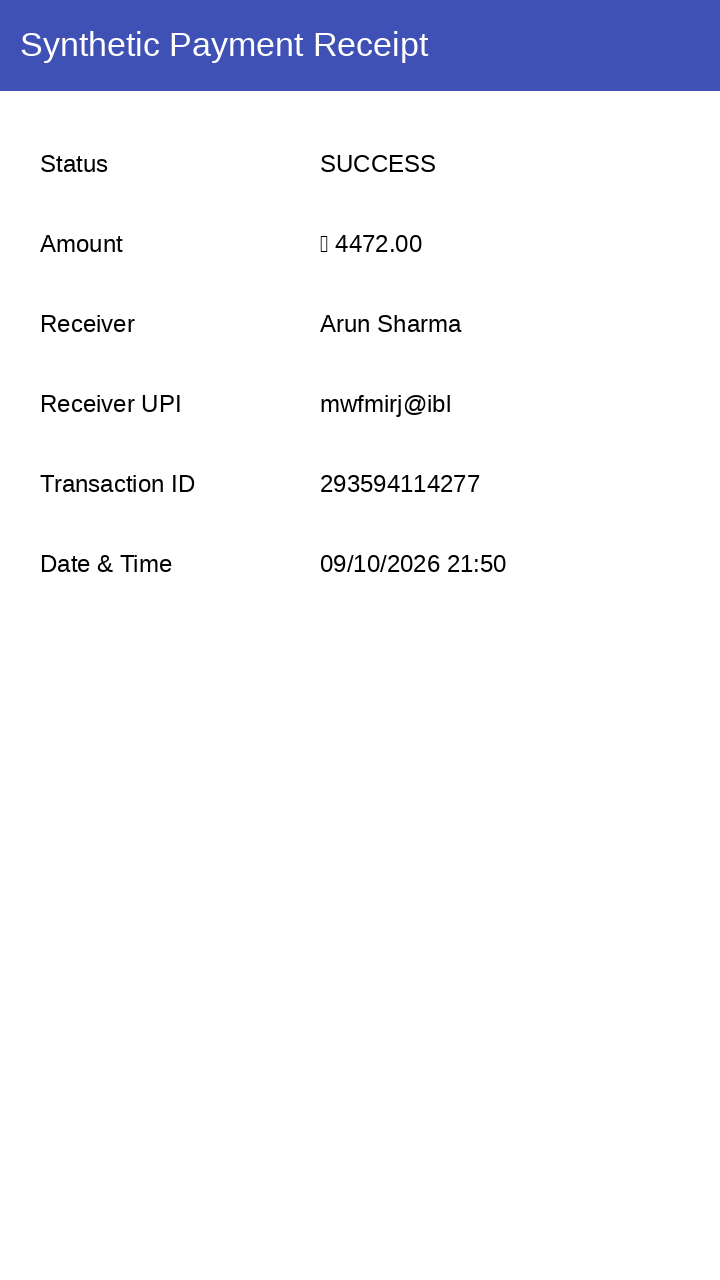 Synthetic Payment Receipt
Status SUCCESS
Amount 4472.00
Receiver Arun Sharma
Receiver UPI mwfmirj@ibl
Transaction ID 293594114277
Date & Time 09/10/2026 21:50